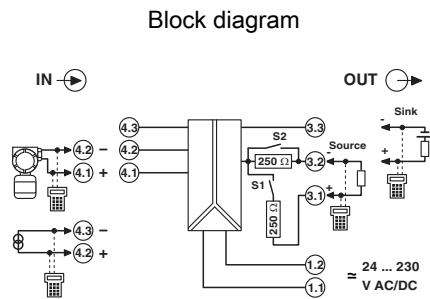 Block diagram
IN
OUT
4.3
4.2
4.1
3.3
S2
250 Ω
3.2
- Source
S1
250 Ω
3.1
+
Sink
-
+
4.2 –
4.1 +
4.3 –
4.2 +
1.2
1.1
≂ 24 ... 230
V AC/DC